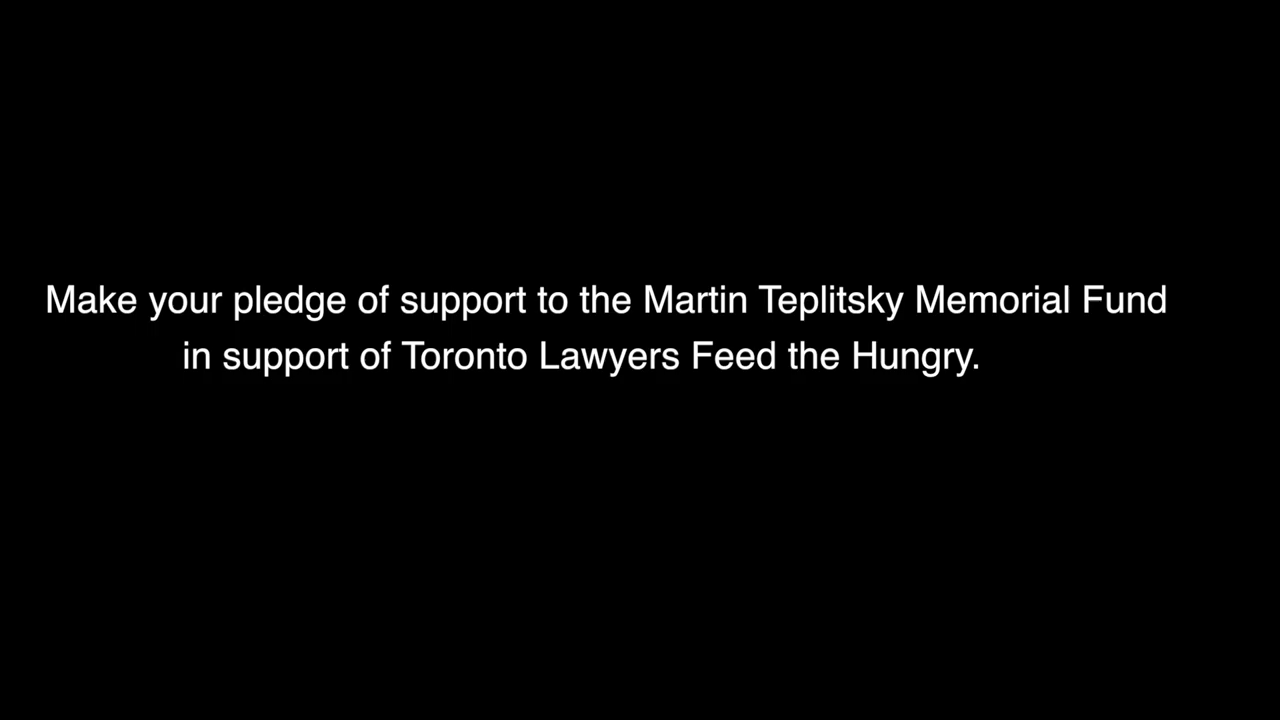 Make your pledge of support to the Martin Teplitsky Memorial Fund
in support of Toronto Lawyers Feed the Hungry.